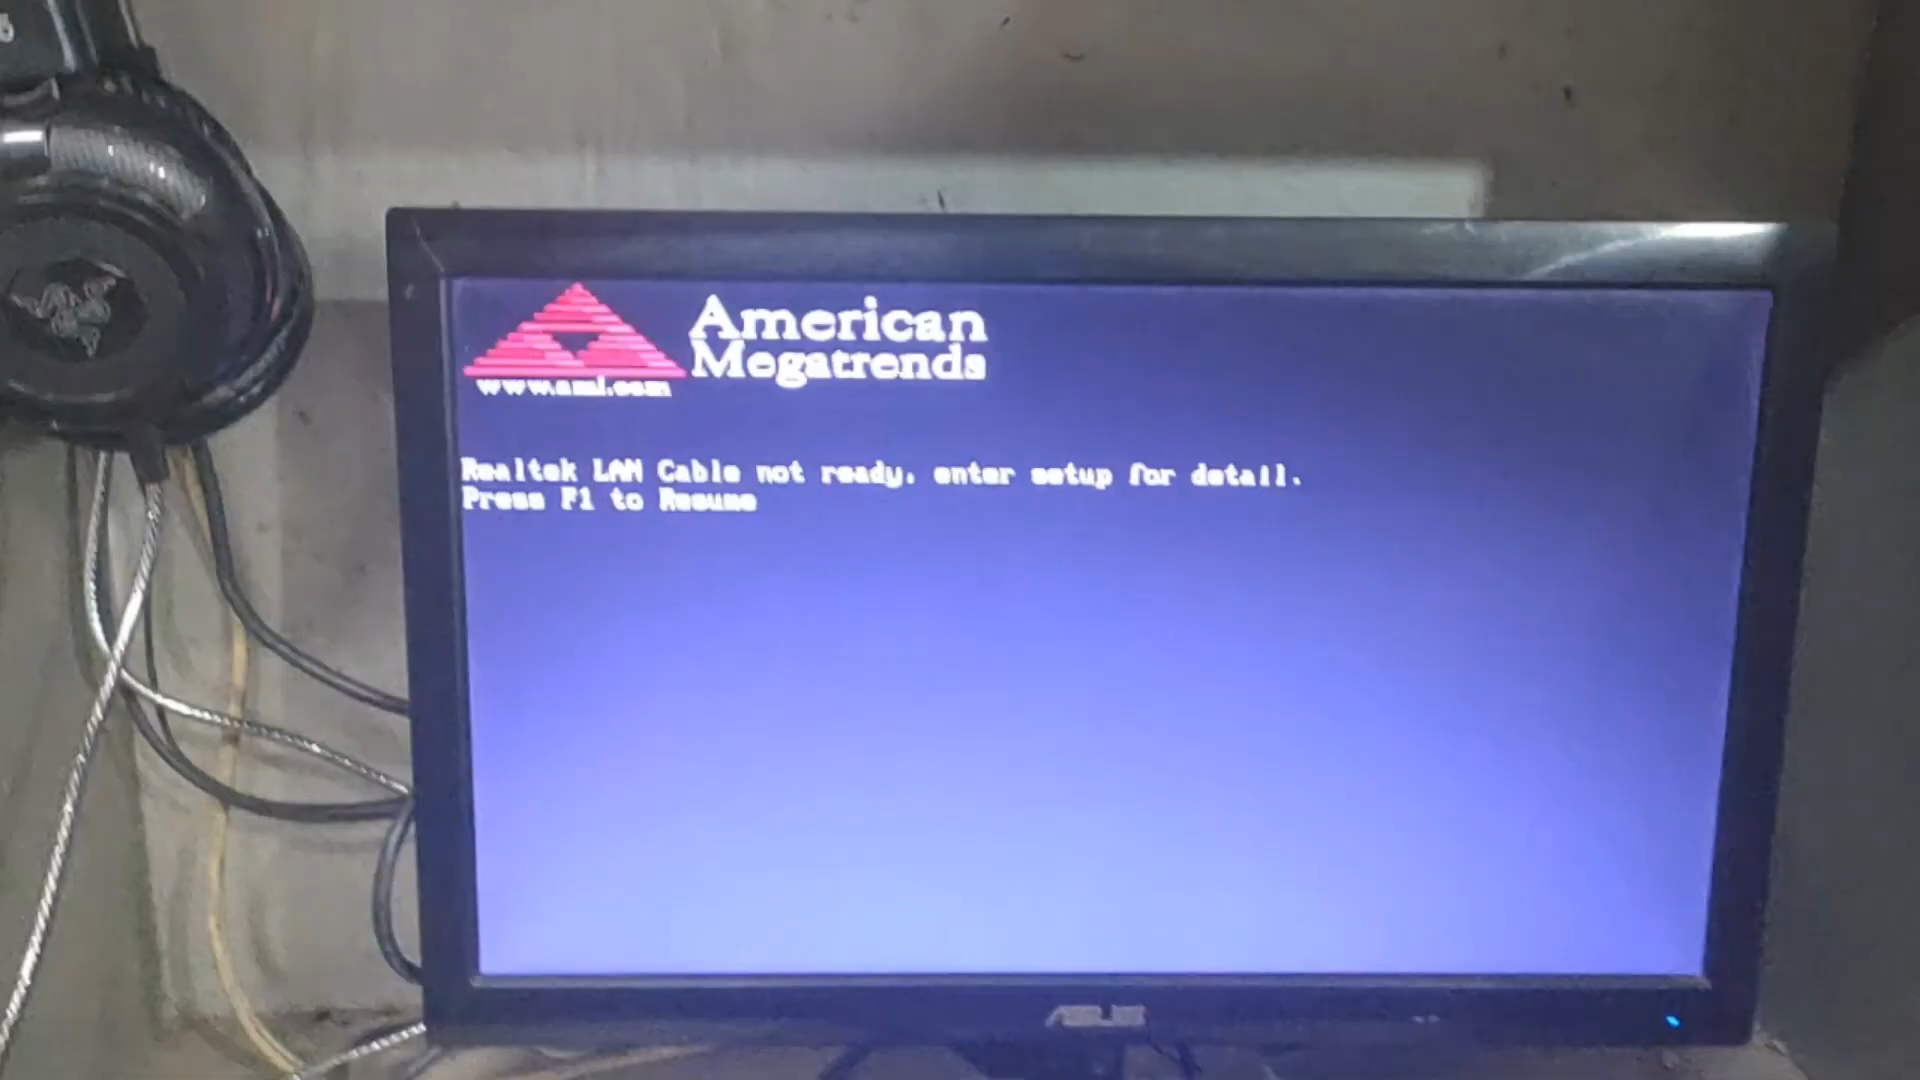 American
Megatrends
www.ami.com
Realtek LAN Cable not ready, enter setup for detail.
Press F1 to Resume
ASUS